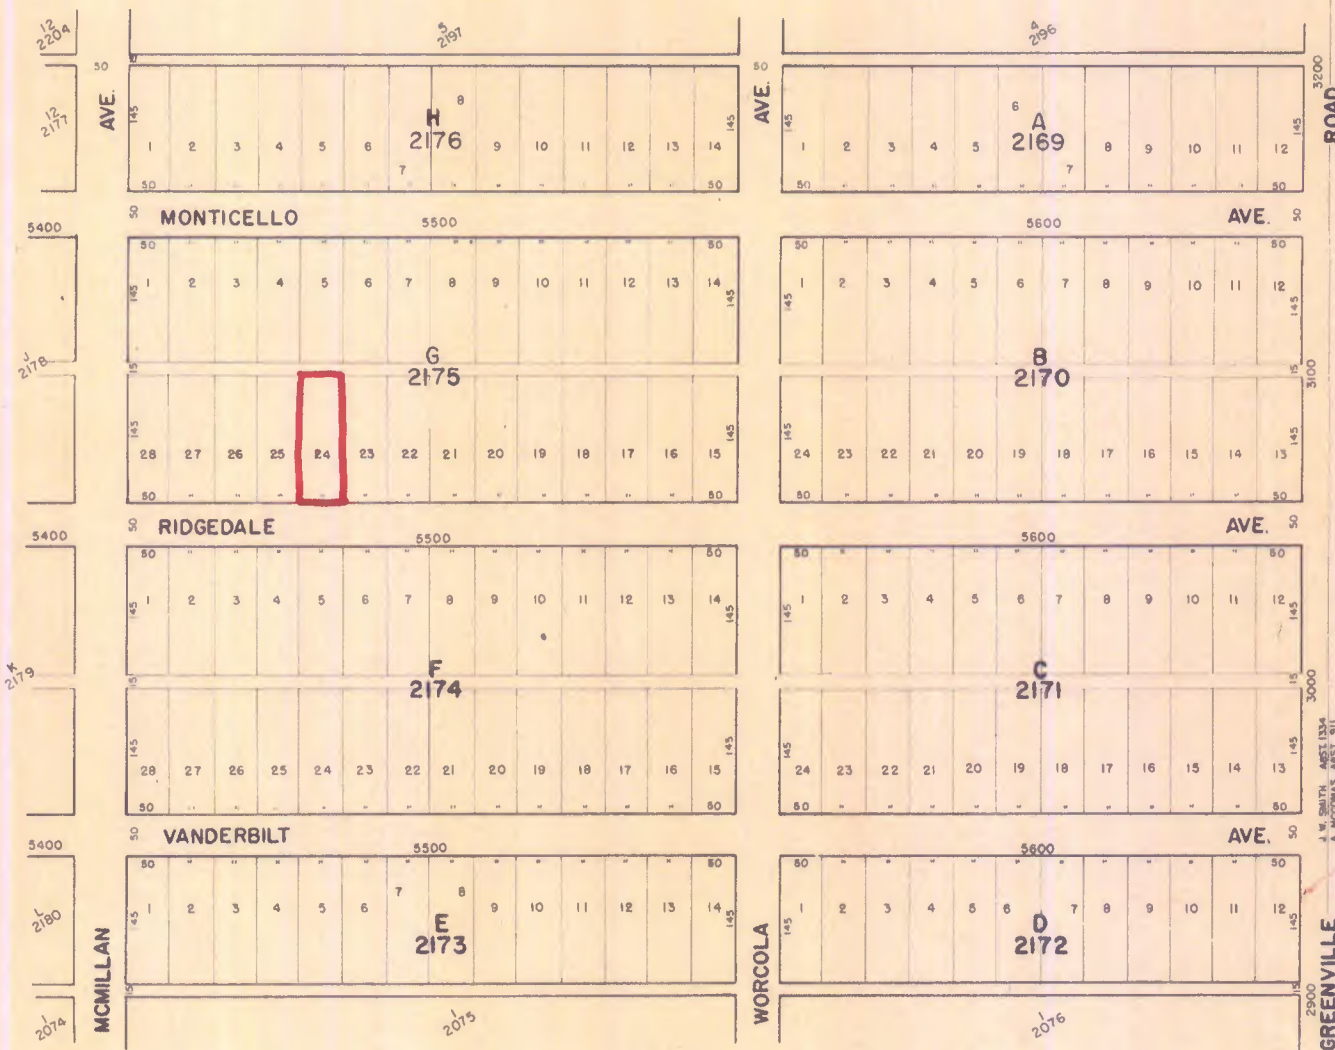 12 2204
5 2197
4 2196
50 10 50
12 2177
AVE. 145 H 8 145 AVE. 145 6 A 145 3200 ROAD
2176 2169
1 2 3 4 5 6 7 9 10 11 12 13 14 1 2 3 4 5 7 8 9 10 11 12
50 " " " " " 50 50 " " " " 50
50 MONTICELLO 5500 5600 AVE. 50
5400
50 " " " " " " " " " " " " 50 50 " " " " " " " " " " 50
1 2 3 4 5 6 7 8 9 10 11 12 13 14 1 2 3 4 5 6 7 8 9 10 11 12
145 145 145 145
J 2178
G B
15 2175 15 2170 15 3100
145 145 145 145
28 27 26 25 24 23 22 21 20 19 18 17 16 15 24 23 22 21 20 19 18 17 16 15 14 13
50 " " " " " " " " " " " " 50 50 " " " " " " " " " " 50
50 RIDGEDALE 5500 5600 AVE. 50
5400
50 " " " " " " " " " " " " 50 50 " " " " " " " " " " 50
1 2 3 4 5 6 7 8 9 10 11 12 13 14 1 2 3 4 5 6 7 8 9 10 11 12
145 145 145 145
K 2179
F C
2174 2171 15 3000
145 145 145 145
28 27 26 25 24 23 22 21 20 19 18 17 16 15 24 23 22 21 20 19 18 17 16 15 14 13
50 " " " " " " " " " " " " 50 50 " " " " " " " " " " 50
J. W. SMITH ABST. 1334
50 VANDERBILT 5500 5600 AVE. 50
5400
50 " " " " " " " " " " " 50 50 " " " " " " " " " " 50
7 8
1 2 3 4 5 6 9 10 11 12 13 14 1 2 3 4 5 6 7 8 9 10 11 12
L 2180
145 E 145 145 D 145
2173 2172
MCMILLAN 15 WORCOLA 15 2900 GREENVILLE
1 2074
1 2075
1 2076